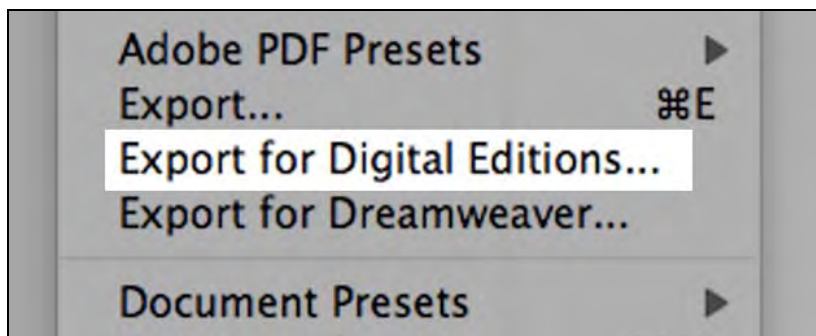 Adobe PDF Presets ▶
Export... ⌘E
Export for Digital Editions...
Export for Dreamweaver...
Document Presets ▶